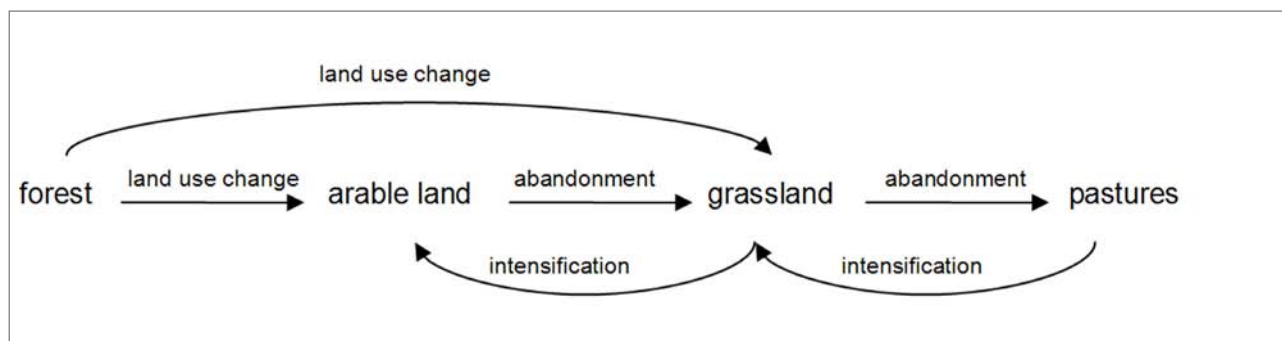 land use change
forest
land use change
arable land
abandonment
grassland
abandonment
pastures
intensification
intensification